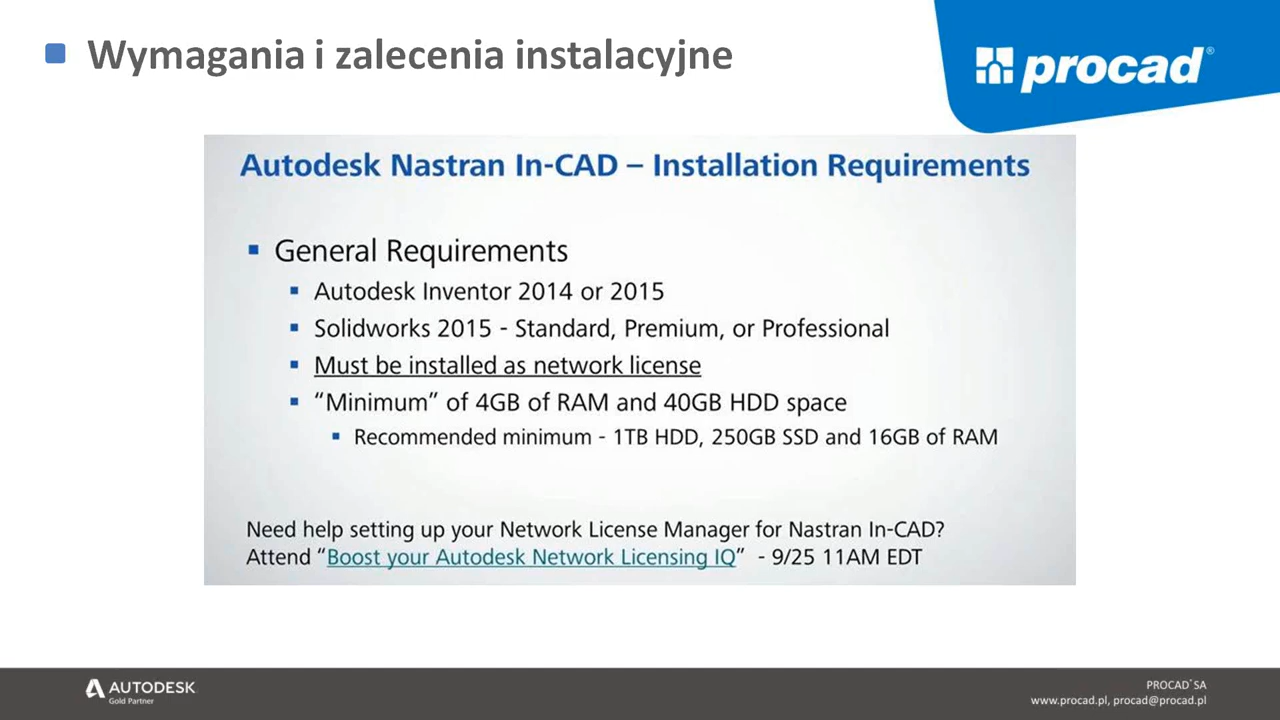 Wymagania i zalecenia instalacyjne
procad®
Autodesk Nastran In-CAD – Installation Requirements
General Requirements
Autodesk Inventor 2014 or 2015
Solidworks 2015 - Standard, Premium, or Professional
Must be installed as network license
“Minimum” of 4GB of RAM and 40GB HDD space
Recommended minimum - 1TB HDD, 250GB SSD and 16GB of RAM
Need help setting up your Network License Manager for Nastran In-CAD?
Attend “Boost your Autodesk Network Licensing IQ” - 9/25 11AM EDT
AUTODESK
Gold Partner
PROCAD® SA
www.procad.pl, procad@procad.pl